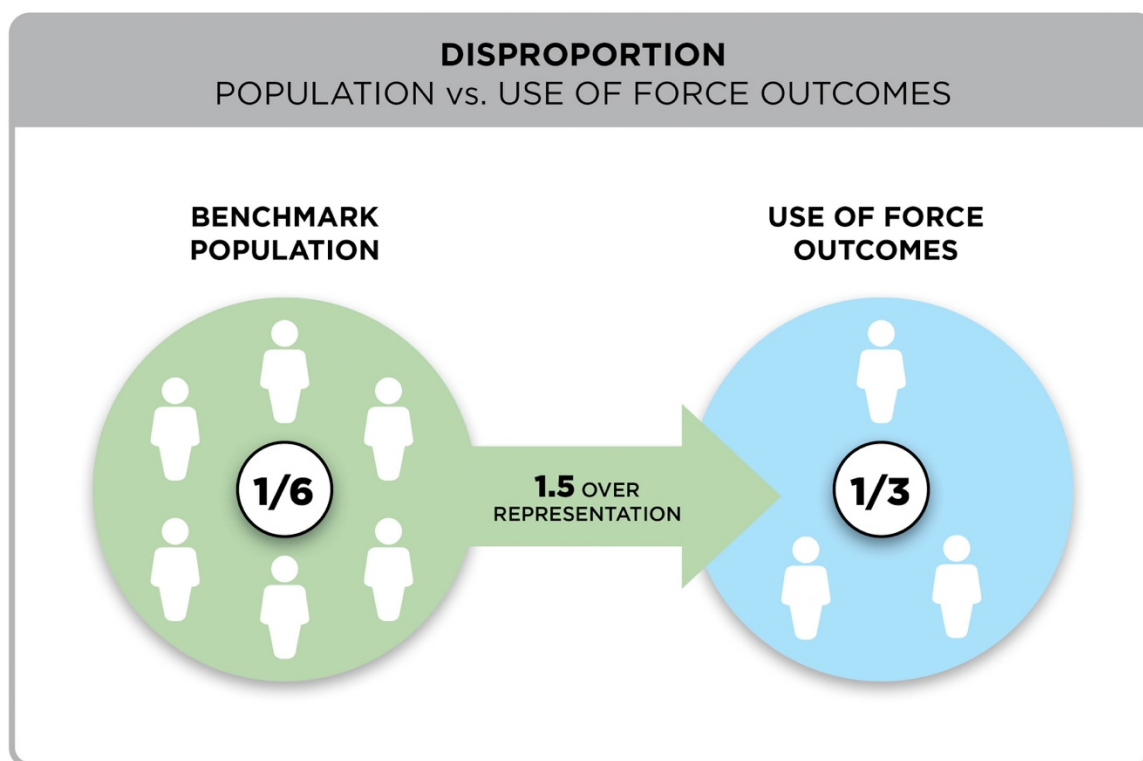 DISPROPORTION
POPULATION vs. USE OF FORCE OUTCOMES
BENCHMARK
POPULATION
1/6
1.5 OVER
REPRESENTATION
USE OF FORCE
OUTCOMES
1/3